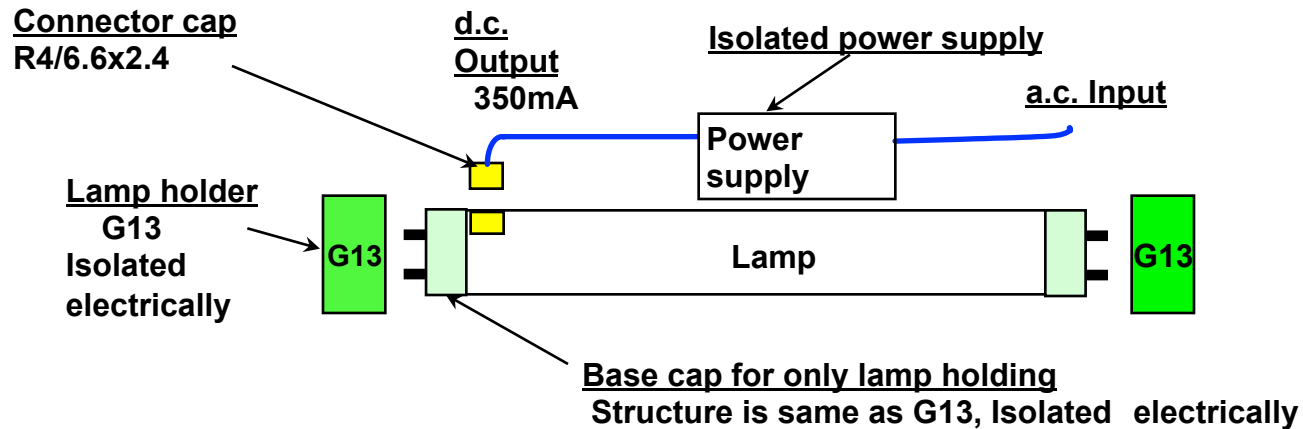 Connector cap
R4/6.6x2.4
d.c.
Output
350mA
Isolated power supply
a.c. Input
Power
supply
Lamp holder
G13
Isolated
electrically
G13
Lamp
G13
Base cap for only lamp holding
Structure is same as G13, Isolated electrically